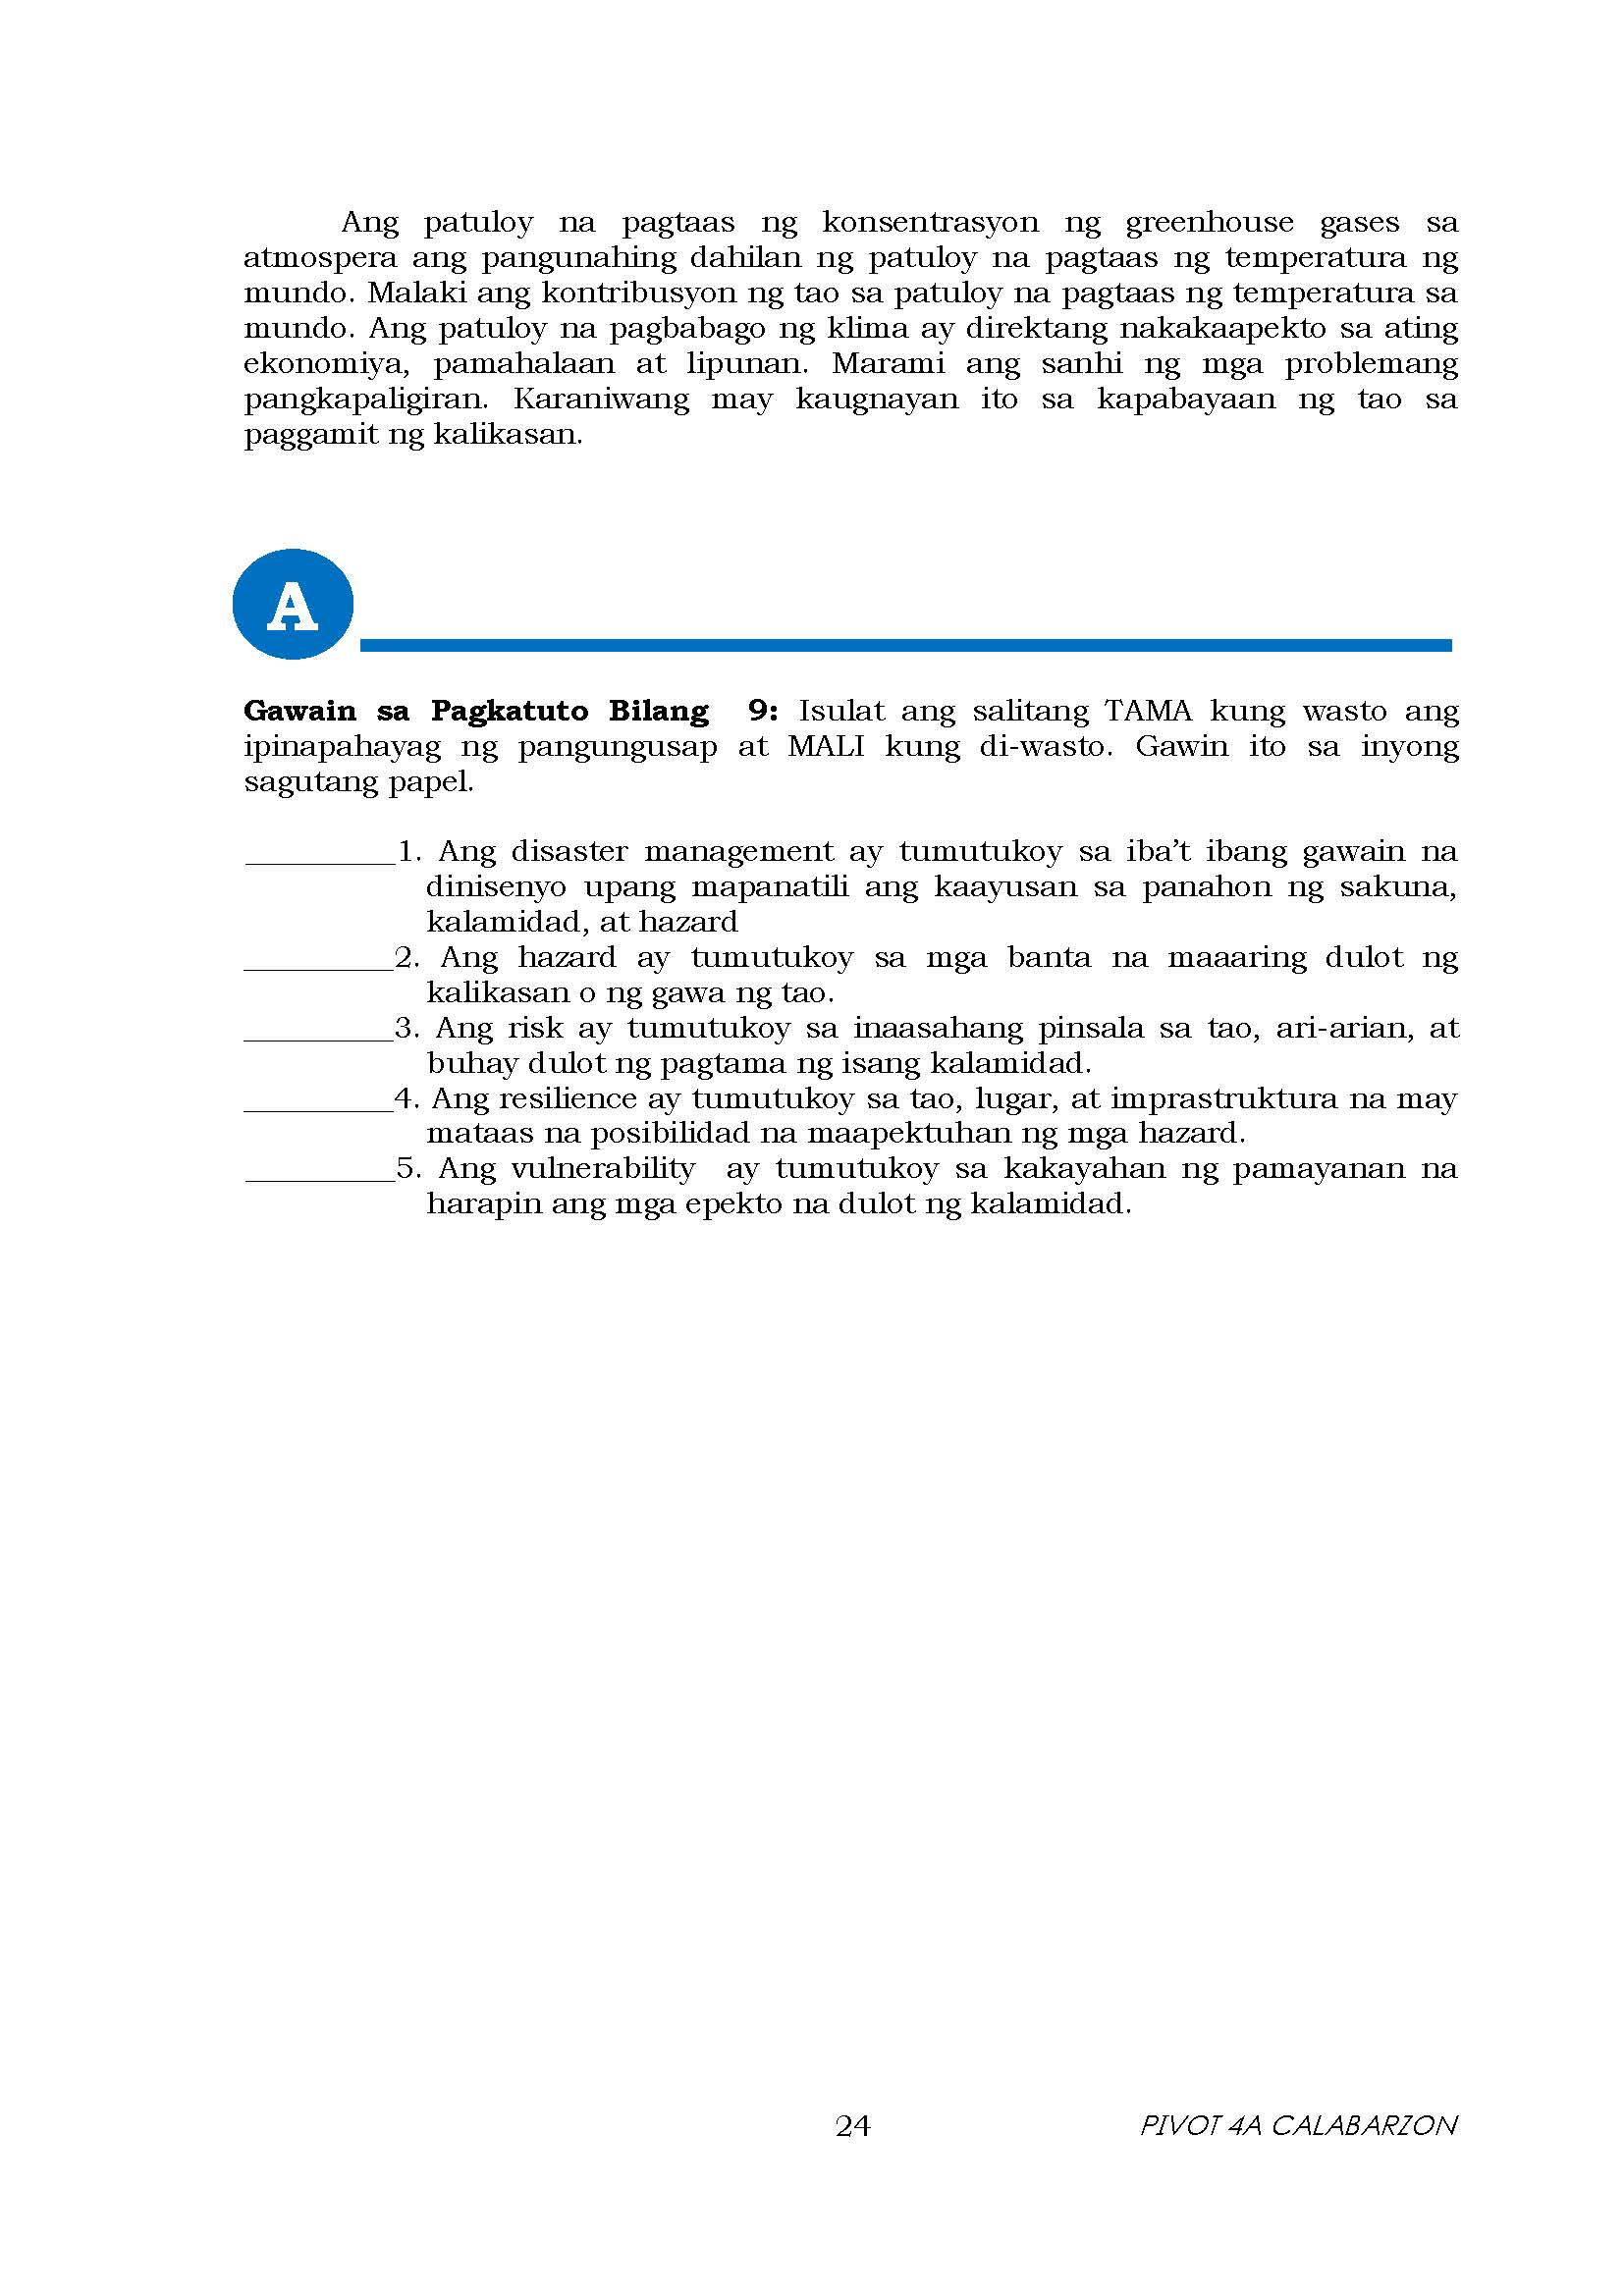 Ang patuloy na pagtaas ng konsentrasyon ng greenhouse gases sa
atmospera ang pangunahing dahilan ng patuloy na pagtaas ng temperatura ng
mundo. Malaki ang kontribusyon ng tao sa patuloy na pagtaas ng temperatura sa
mundo. Ang patuloy na pagbabago ng klima ay direktang nakakaapekto sa ating
ekonomiya, pamahalaan at lipunan. Marami ang sanhi ng mga problemang
pangkapaligiran. Karaniwang may kaugnayan ito sa kapabayaan ng tao sa
paggamit ng kalikasan.
A
Gawain sa Pagkatuto Bilang 9: Isulat ang salitang TAMA kung wasto ang
ipinapahayag ng pangungusap at MALI kung di-wasto. Gawin ito sa inyong
sagutang papel.
__________1. Ang disaster management ay tumutukoy sa iba’t ibang gawain na
dinisenyo upang mapanatili ang kaayusan sa panahon ng sakuna,
kalamidad, at hazard
__________2. Ang hazard ay tumutukoy sa mga banta na maaaring dulot ng
kalikasan o ng gawa ng tao.
__________3. Ang risk ay tumutukoy sa inaasahang pinsala sa tao, ari-arian, at
buhay dulot ng pagtama ng isang kalamidad.
__________4. Ang resilience ay tumutukoy sa tao, lugar, at imprastruktura na may
mataas na posibilidad na maapektuhan ng mga hazard.
__________5. Ang vulnerability ay tumutukoy sa kakayahan ng pamayanan na
harapin ang mga epekto na dulot ng kalamidad.
24 PIVOT 4A CALABARZON